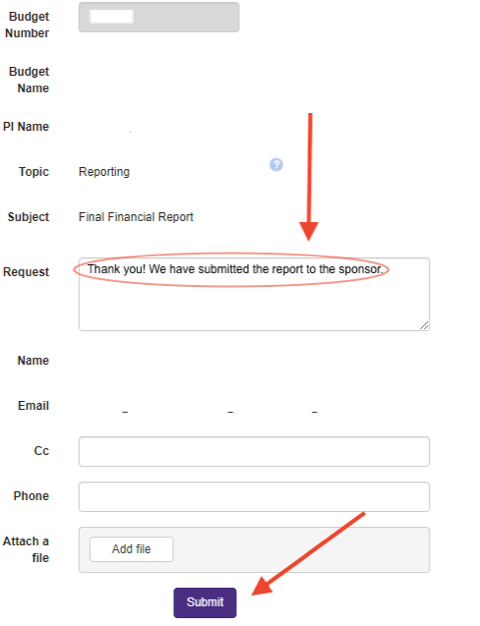 Budget
Number
Budget
Name
PI Name
Topic Reporting ?
Subject Final Financial Report
Request Thank you! We have submitted the report to the sponsor.
Name
Email
Cc
Phone
Attach a
file
Add file
Submit